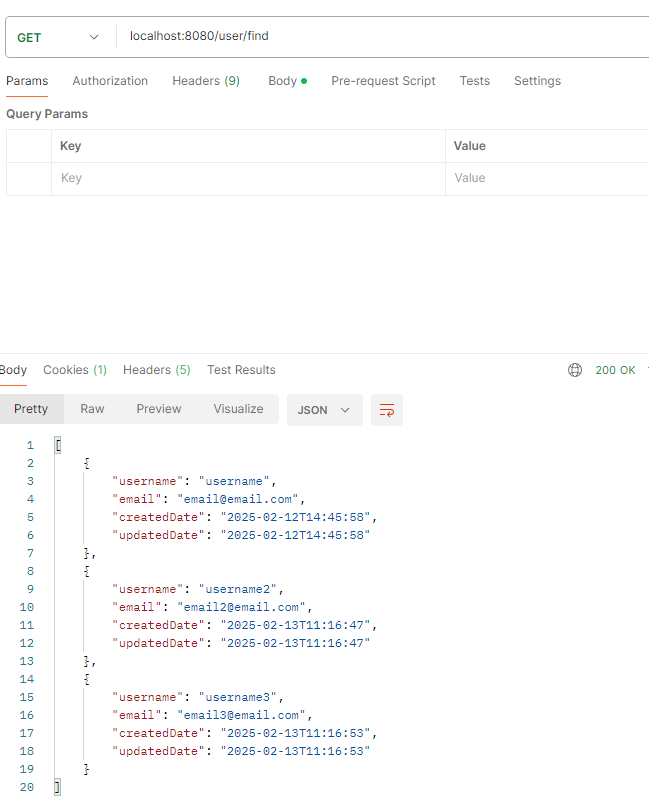 GET localhost:8080/user/find
Params Authorization Headers (9) Body Pre-request Script Tests Settings
Query Params
Key Value
Key Value
Body Cookies (1) Headers (5) Test Results 200 OK
Pretty Raw Preview Visualize JSON
1 [
2 {
3 "username": "username",
4 "email": "email@email.com",
5 "createdDate": "2025-02-12T14:45:58",
6 "updatedDate": "2025-02-12T14:45:58"
7 },
8 {
9 "username": "username2",
10 "email": "email2@email.com",
11 "createdDate": "2025-02-13T11:16:47",
12 "updatedDate": "2025-02-13T11:16:47"
13 },
14 {
15 "username": "username3",
16 "email": "email3@email.com",
17 "createdDate": "2025-02-13T11:16:53",
18 "updatedDate": "2025-02-13T11:16:53"
19 }
20 ]